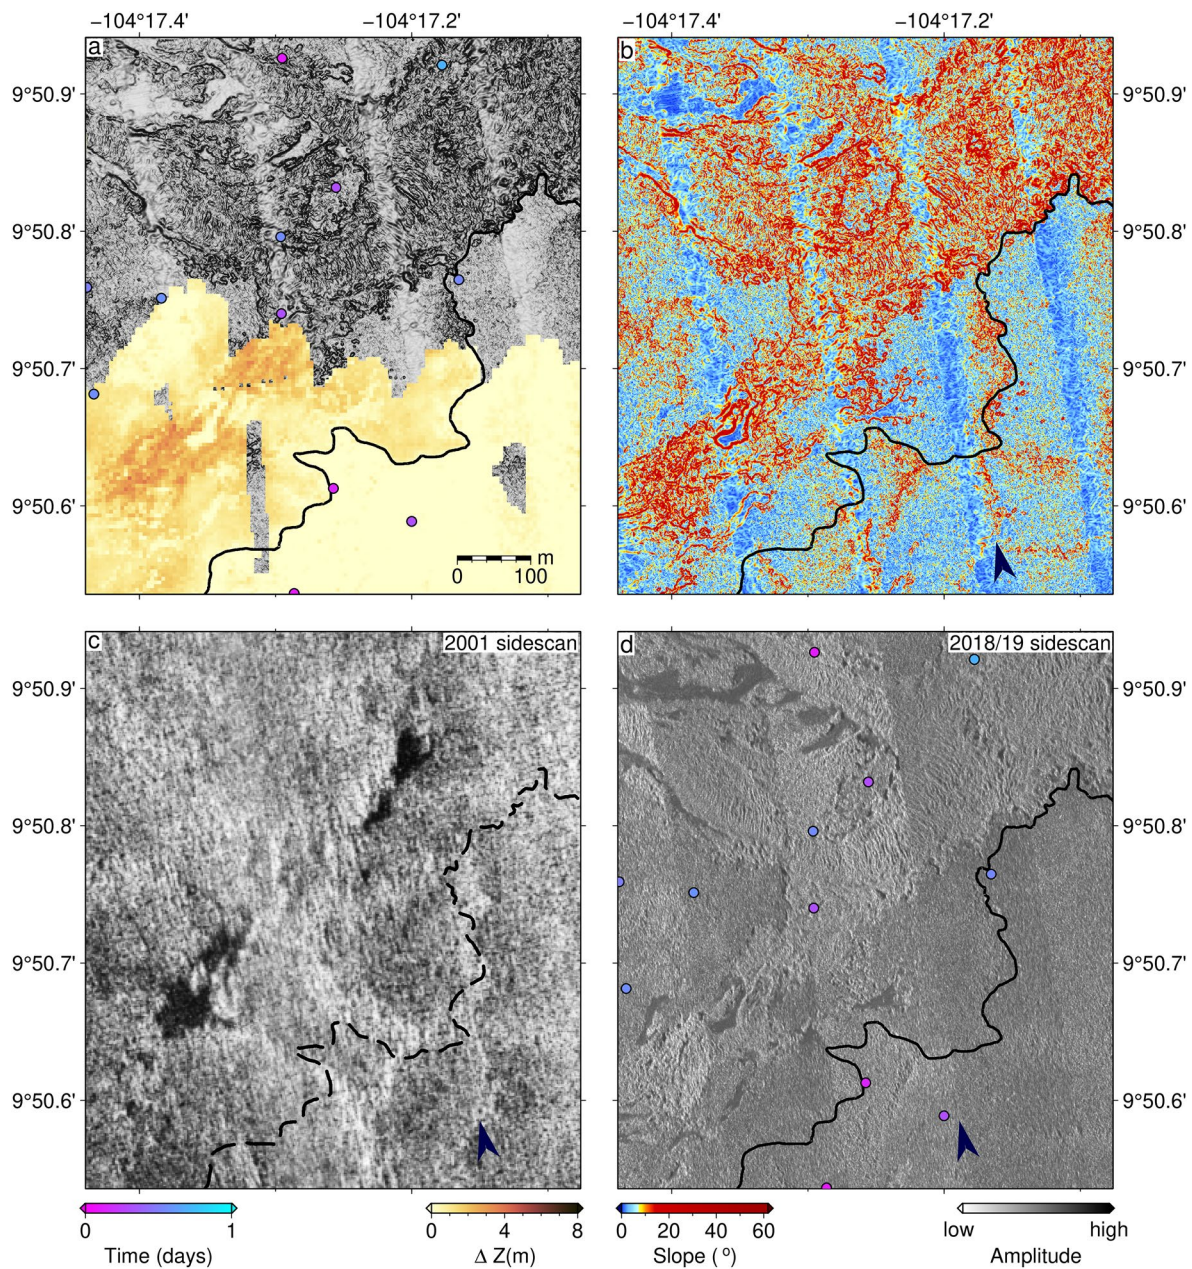 −104°17.4' −104°17.2' −104°17.4' −104°17.2'
a b
9°50.9' 9°50.9'
9°50.8' 9°50.8'
9°50.7' 9°50.7'
9°50.6' 9°50.6'
m
0 100
c 2001 sidescan d 2018/19 sidescan
9°50.9' 9°50.9'
9°50.8' 9°50.8'
9°50.7' 9°50.7'
9°50.6' 9°50.6'
0 1 0 4 8 0 20 40 60 low high
Time (days) Δ Z(m) Slope ( º) Amplitude